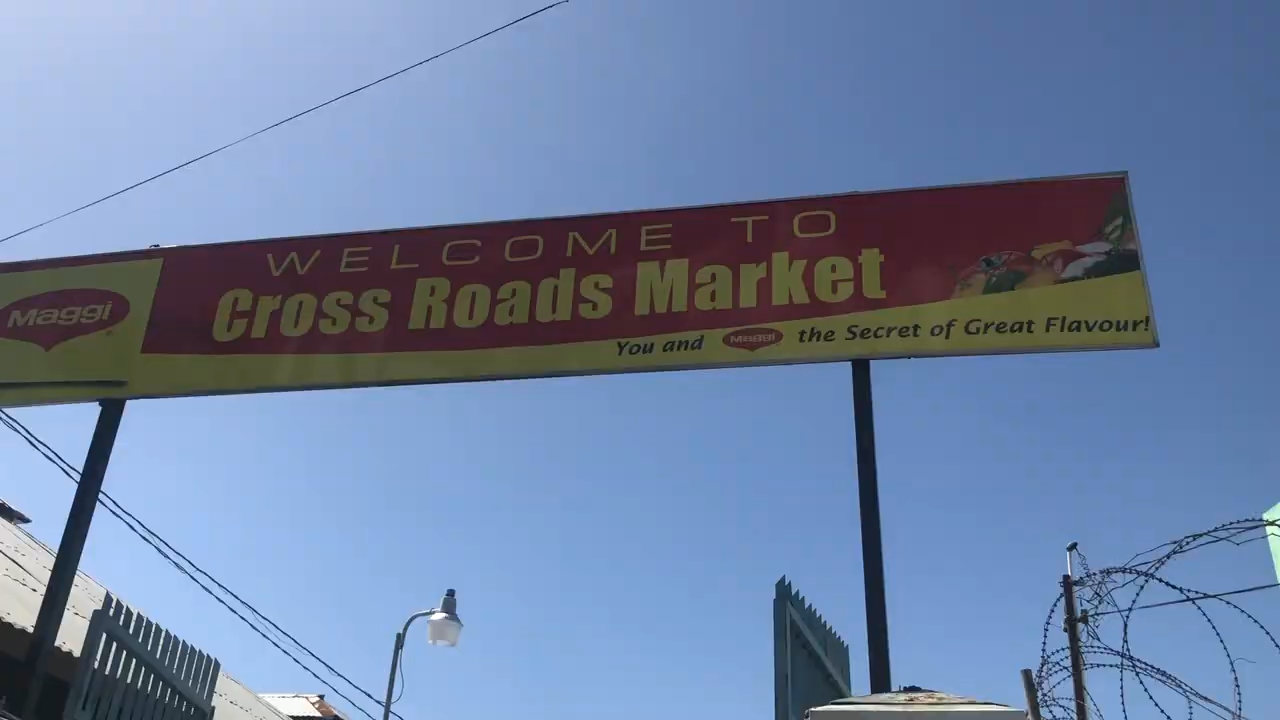 Maggi
WELCOME TO
Cross Roads Market
You and Maggi the Secret of Great Flavour!